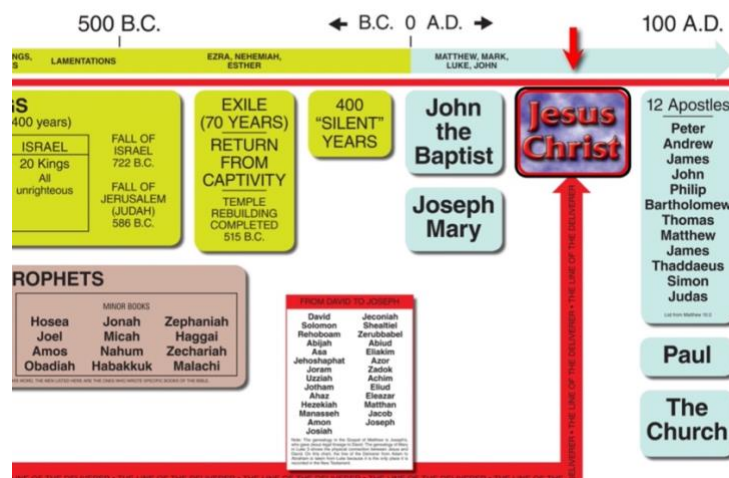 500 B.C.
B.C. 0 A.D.
100 A.D.
LAMENTATIONS
EZRA, NEHEMIAH,
ESTHER
MATTHEW, MARK,
LUKE, JOHN
GS
400 years)
ISRAEL
20 Kings
All
unrighteous
FALL OF
ISRAEL
722 B.C.
FALL OF
JERUSALEM
(JUDAH)
586 B.C.
EXILE
(70 YEARS)
RETURN
FROM
CAPTIVITY
TEMPLE
REBUILDING
COMPLETED
515 B.C.
400
"SILENT"
YEARS
John
the
Baptist
Joseph
Mary
Jesus
Christ
12 Apostles
Peter
Andrew
James
John
Philip
Bartholomew
Thomas
Matthew
James
Thaddaeus
Simon
Judas
Paul
The
Church
ROPHETS
MINOR BOOKS
Hosea Jonah Zephaniah
Joel Micah Haggai
Amos Nahum Zechariah
Obadiah Habakkuk Malachi
FROM DAVID TO JOSEPH
David Jeconiah
Solomon Shealtiel
Rehoboam Zerubbabel
Abijah Abiud
Asa Eliakim
Jehoshaphat Azor
Joram Zadok
Uzziah Achim
Jotham Eliud
Ahaz Eleazar
Hezekiah Matthan
Manasseh Jacob
Amon Joseph
Josiah
THE LINE OF THE DELIVERER • THE LINE OF THE DELIVERER